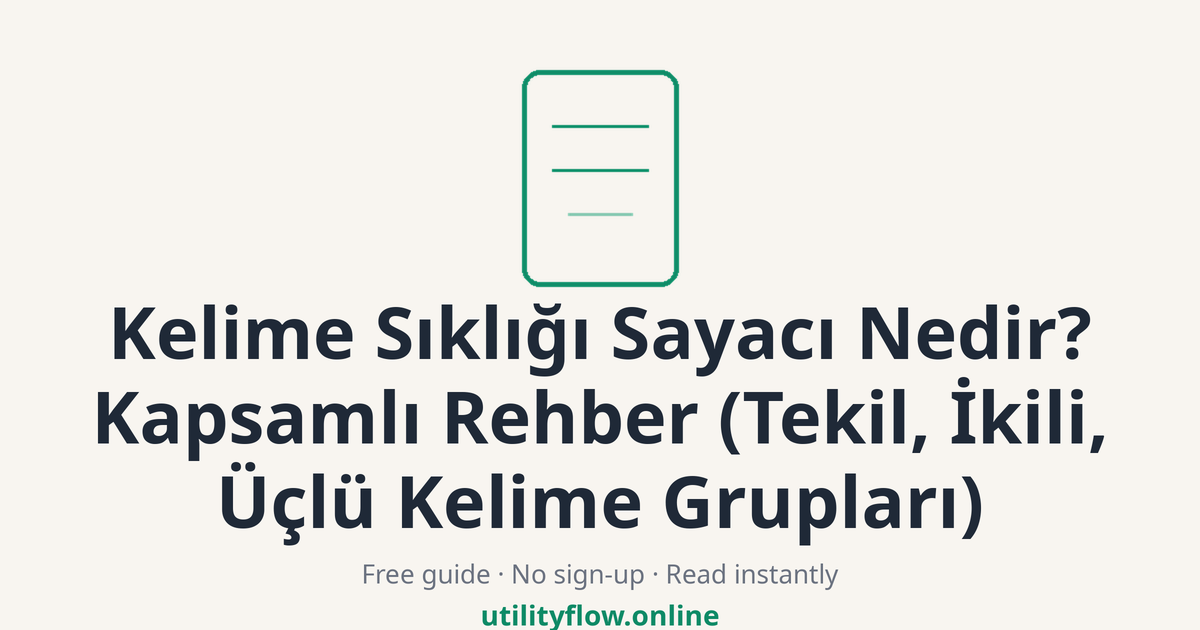 Kelime Sıklığı Sayacı Nedir?
Kapsamlı Rehber (Tekil, İkili,
Üçlü Kelime Grupları)
Free guide · No sign-up · Read instantly
utilityflow.online